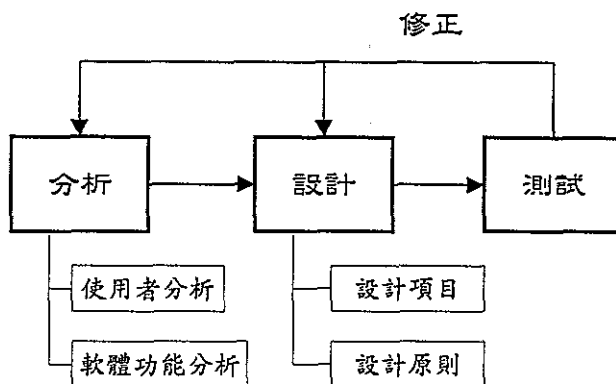 修正
分析
設計
測試
使用者分析
設計項目
軟體功能分析
設計原則